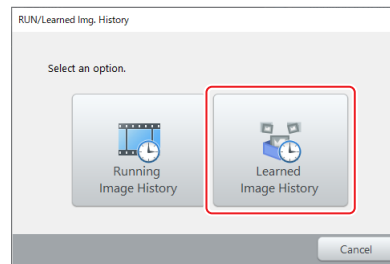 RUN/Learned Img. History
Select an option.
Running
Image History
Learned
Image History
Cancel